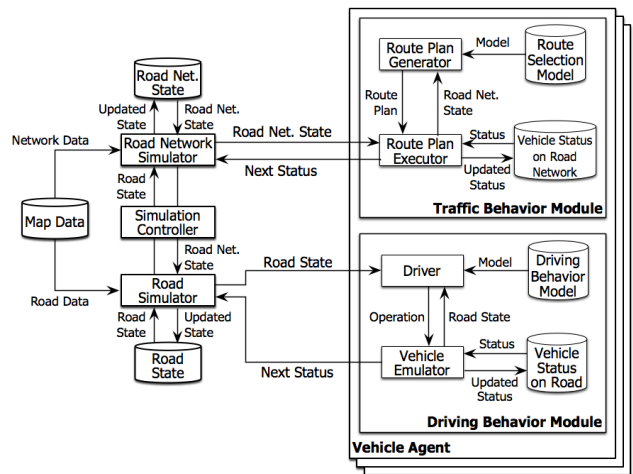 Road Net.
State
Updated
State
Road Net.
State
Network Data
Road Network
Simulator
Road Net. State
Next Status
Road
State
Map Data
Simulation
Controller
Road Net.
State
Road Data
Road
Simulator
Road State
Road
State
Updated
State
Road
State
Next Status
Route Plan
Generator
Model
Route
Selection
Model
Route
Plan
Road Net.
State
Route Plan
Executor
Status
Updated
Status
Vehicle Status
on Road
Network
Traffic Behavior Module
Driver
Model
Driving
Behavior
Model
Operation
Road State
Vehicle
Emulator
Status
Updated
Status
Vehicle
Status
on Road
Driving Behavior Module
Vehicle Agent